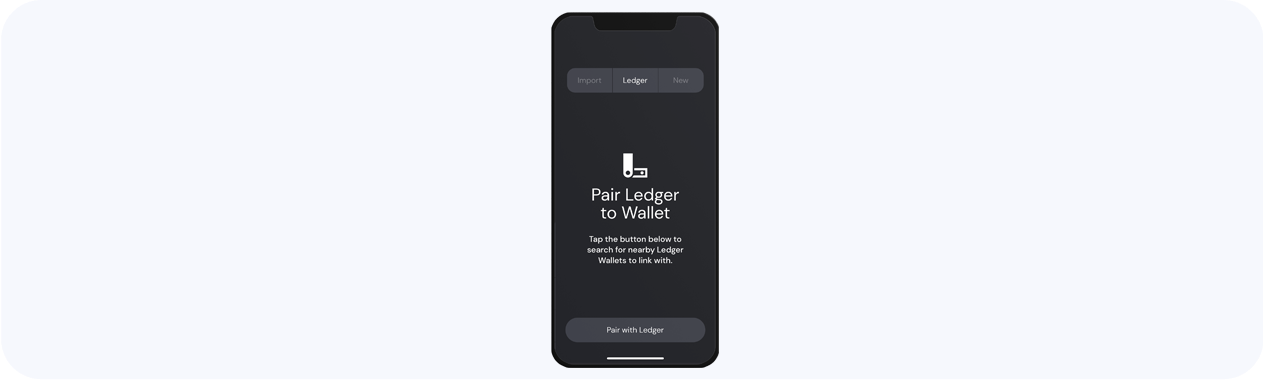 Import Ledger New
Pair Ledger
to Wallet
Tap the button below to
search for nearby Ledger
Wallets to link with.
Pair with Ledger